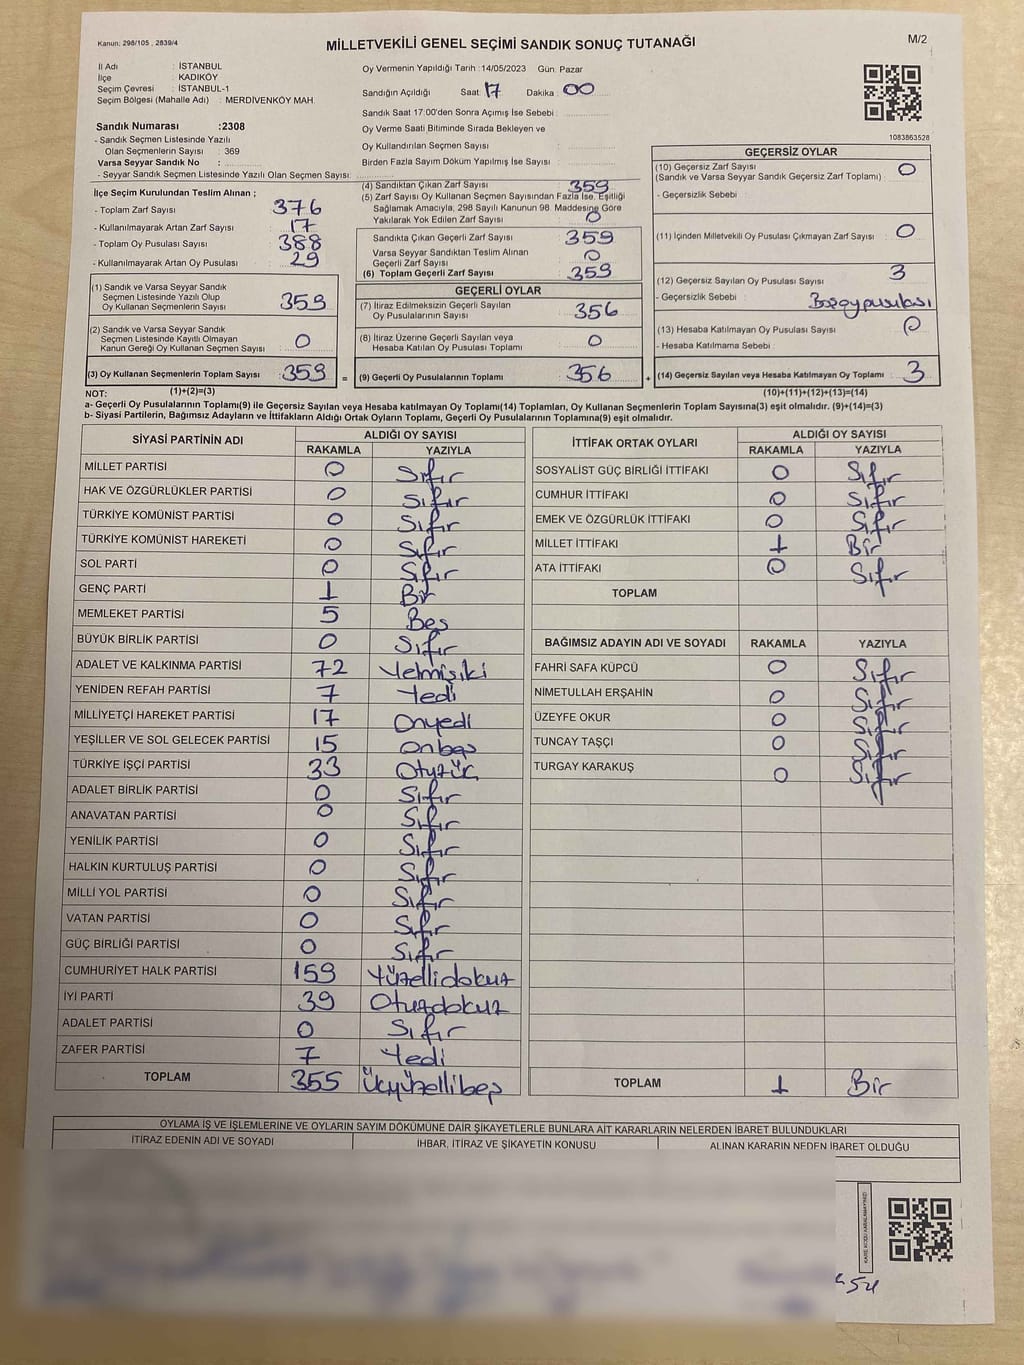 Kanun: 298/105 , 2839/4
MİLLETVEKİLİ GENEL SEÇİMİ SANDIK SONUÇ TUTANAĞI
M/2
İl Adı : İSTANBUL
İlçe : KADIKÖY
Seçim Çevresi : İSTANBUL-1
Seçim Bölgesi (Mahalle Adı) : MERDİVENKÖY MAH.
Oy Vermenin Yapıldığı Tarih : 14/05/2023 Gün: Pazar
Sandığın Açıldığı Saat 17 Dakika : 00
Sandık Saat 17:00'den Sonra Açılmış İse Sebebi :
Oy Verme Saati Bitiminde Sırada Bekleyen ve
Oy Kullandırılan Seçmen Sayısı :
Birden Fazla Sayım Döküm Yapılmış İse Sayısı :
1083863528
Sandık Numarası :2308
- Sandık Seçmen Listesinde Yazılı
Olan Seçmenlerin Sayısı : 369
Varsa Seyyar Sandık No :
- Seyyar Sandık Seçmen Listesinde Yazılı Olan Seçmen Sayısı:
İlçe Seçim Kurulundan Teslim Alınan ;
- Toplam Zarf Sayısı : 376
- Kullanılmayarak Artan Zarf Sayısı : 17
- Toplam Oy Pusulası Sayısı : 388
- Kullanılmayarak Artan Oy Pusulası : 29
(1) Sandık ve Varsa Seyyar Sandık
Seçmen Listesinde Yazılı Olup
Oy Kullanan Seçmenlerin Sayısı : 359
(2) Sandık ve Varsa Seyyar Sandık
Seçmen Listesinde Kayıtlı Olmayan
Kanun Gereği Oy Kullanan Seçmen Sayısı : 0
(3) Oy Kullanan Seçmenlerin Toplam Sayısı : 359
(1)+(2)=(3)
(4) Sandıktan Çıkan Zarf Sayısı : 359
(5) Zarf Sayısı Oy Kullanan Seçmen Sayısından Fazla İse, Eşitliği
Sağlamak Amacıyla, 298 Sayılı Kanunun 98. Maddesine Göre
Yakılarak Yok Edilen Zarf Sayısı : 0
Sandıkta Çıkan Geçerli Zarf Sayısı : 359
Varsa Seyyar Sandıktan Teslim Alınan
Geçerli Zarf Sayısı : 0
(6) Toplam Geçerli Zarf Sayısı : 359
GEÇERLİ OYLAR
(7) İtiraz Edilmeksizin Geçerli Sayılan
Oy Pusulalarının Sayısı : 356
(8) İtiraz Üzerine Geçerli Sayılan veya
Hesaba Katılan Oy Pusulası Toplamı : 0
= (9) Geçerli Oy Pusulalarının Toplamı : 356
GEÇERSİZ OYLAR
(10) Geçersiz Zarf Sayısı : 0
(Sandık ve Varsa Seyyar Sandık Geçersiz Zarf Toplamı)
- Geçersizlik Sebebi :
(11) İçinden Milletvekili Oy Pusulası Çıkmayan Zarf Sayısı : 0
(12) Geçersiz Sayılan Oy Pusulası Sayısı : 3
- Geçersizlik Sebebi : Boş oy pusulası
(13) Hesaba Katılmayan Oy Pusulası Sayısı : 0
- Hesaba Katılmama Sebebi :
+ (14) Geçersiz Sayılan veya Hesaba Katılmayan Oy Toplamı : 3
(10)+(11)+(12)+(13)=(14)
NOT:
a- Geçerli Oy Pusulalarının Toplamı(9) ile Geçersiz Sayılan veya Hesaba katılmayan Oy Toplamı(14) Toplamları, Oy Kullanan Seçmenlerin Toplam Sayısına(3) eşit olmalıdır. (9)+(14)=(3)
b- Siyasi Partilerin, Bağımsız Adayların ve İttifakların Aldığı Ortak Oyların Toplamı, Geçerli Oy Pusulalarının Toplamına(9) eşit olmalıdır.
SİYASİ PARTİNİN ADI ALDIĞI OY SAYISI
RAKAMLA YAZIYLA
MİLLET PARTİSİ 0 Sıfır
HAK VE ÖZGÜRLÜKLER PARTİSİ 0 Sıfır
TÜRKİYE KOMÜNİST PARTİSİ 0 Sıfır
TÜRKİYE KOMÜNİST HAREKETİ 0 Sıfır
SOL PARTİ 0 Sıfır
GENÇ PARTİ 1 Bir
MEMLEKET PARTİSİ 5 Beş
BÜYÜK BİRLİK PARTİSİ 0 Sıfır
ADALET VE KALKINMA PARTİSİ 72 Yetmişiki
YENİDEN REFAH PARTİSİ 7 Yedi
MİLLİYETÇİ HAREKET PARTİSİ 17 Onyedi
YEŞİLLER VE SOL GELECEK PARTİSİ 15 Onbeş
TÜRKİYE İŞÇİ PARTİSİ 33 Otuzüç
ADALET BİRLİK PARTİSİ 0 Sıfır
ANAVATAN PARTİSİ 0 Sıfır
YENİLİK PARTİSİ 0 Sıfır
HALKIN KURTULUŞ PARTİSİ 0 Sıfır
MİLLİ YOL PARTİSİ 0 Sıfır
VATAN PARTİSİ 0 Sıfır
GÜÇ BİRLİĞİ PARTİSİ 0 Sıfır
CUMHURİYET HALK PARTİSİ 159 Yüzellidokuz
İYİ PARTİ 39 Otuzdokuz
ADALET PARTİSİ 0 Sıfır
ZAFER PARTİSİ 7 Yedi
TOPLAM 355 Üçyüzellibeş
İTTİFAK ORTAK OYLARI ALDIĞI OY SAYISI
RAKAMLA YAZIYLA
SOSYALİST GÜÇ BİRLİĞİ İTTİFAKI 0 Sıfır
CUMHUR İTTİFAKI 0 Sıfır
EMEK VE ÖZGÜRLÜK İTTİFAKI 0 Sıfır
MİLLET İTTİFAKI 1 Bir
ATA İTTİFAKI 0 Sıfır
TOPLAM
BAĞIMSIZ ADAYIN ADI VE SOYADI RAKAMLA YAZIYLA
FAHRİ SAFA KÜPCÜ 0 Sıfır
NİMETULLAH ERŞAHİN 0 Sıfır
ÜZEYFE OKUR 0 Sıfır
TUNCAY TAŞÇI 0 Sıfır
TURGAY KARAKUŞ 0 Sıfır
TOPLAM 1 Bir
OYLAMA İŞ VE İŞLEMLERİNE VE OYLARIN SAYIM DÖKÜMÜNE DAİR ŞİKAYETLERLE BUNLARA AİT KARARLARIN NELERDEN İBARET BULUNDUKLARI
İTİRAZ EDENİN ADI VE SOYADI İHBAR, İTİRAZ VE ŞİKAYETİN KONUSU ALINAN KARARIN NEDEN İBARET OLDUĞU